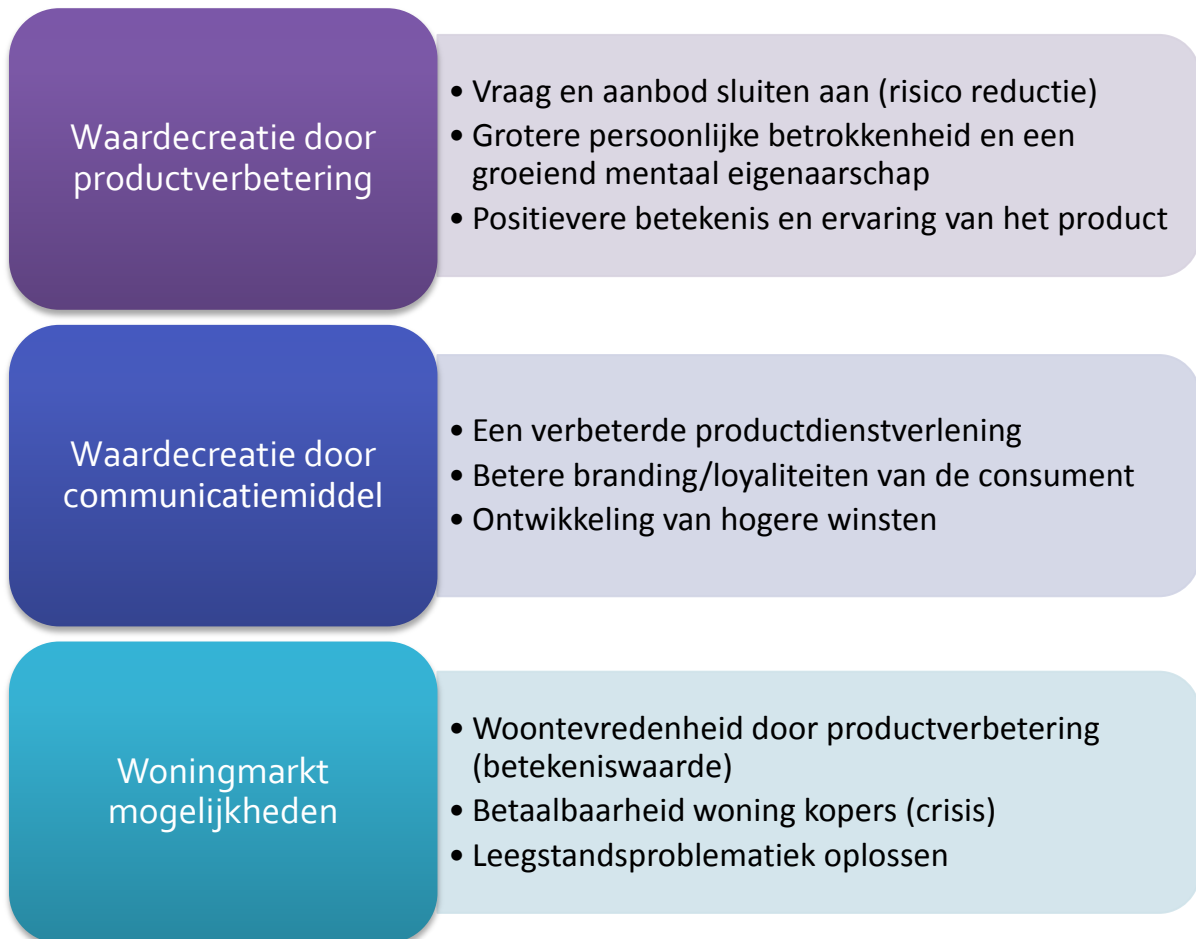 Waardecreatie door
productverbetering
• Vraag en aanbod sluiten aan (risico reductie)
• Grotere persoonlijke betrokkenheid en een
groeiend mentaal eigenaarschap
• Positievere betekenis en ervaring van het product
Waardecreatie door
communicatiemiddel
• Een verbeterde productdienstverlening
• Betere branding/loyaliteiten van de consument
• Ontwikkeling van hogere winsten
Woningmarkt
mogelijkheden
• Woontevredenheid door productverbetering
(betekeniswaarde)
• Betaalbaarheid woning kopers (crisis)
• Leegstandsproblematiek oplossen